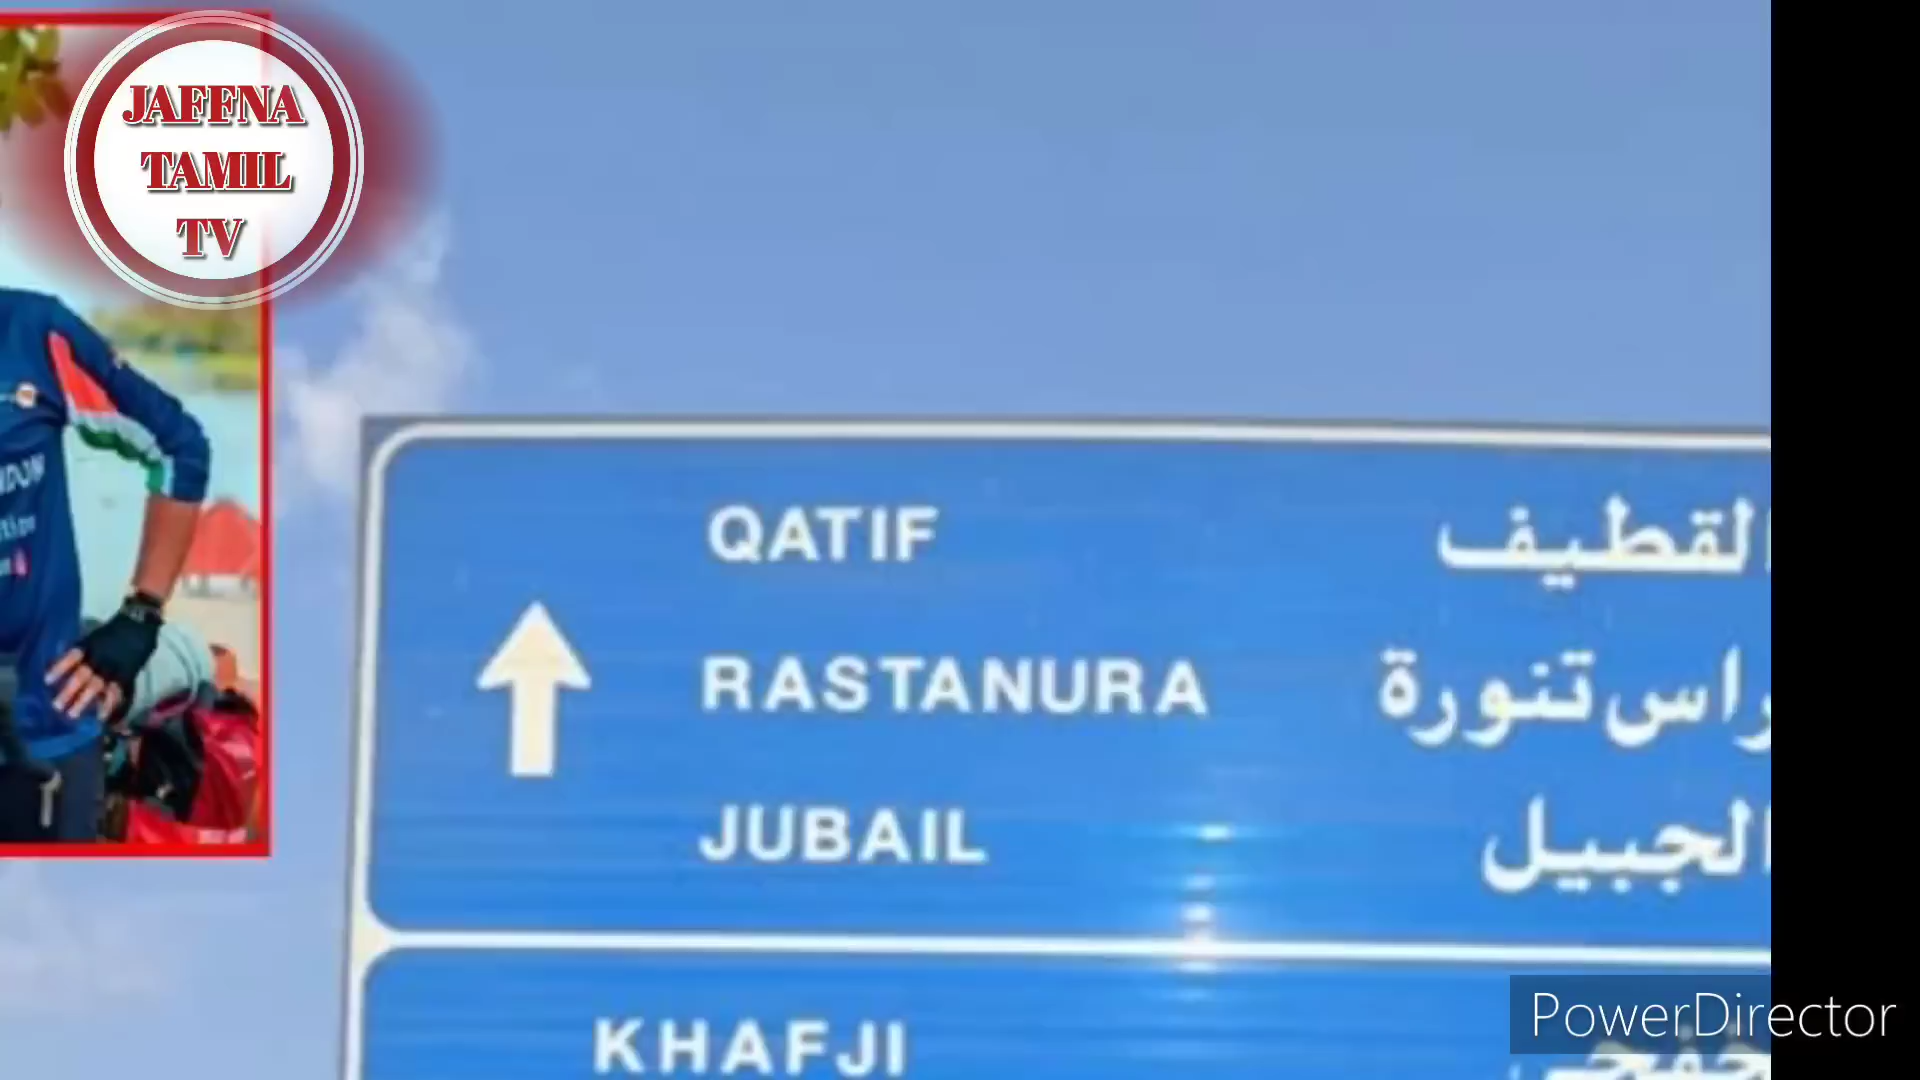 JAFFNA
TAMIL
TV
QATIF
القطيف
RASTANURA
راس تنورة
JUBAIL
الجبيل
KHAFJI
PowerDirector